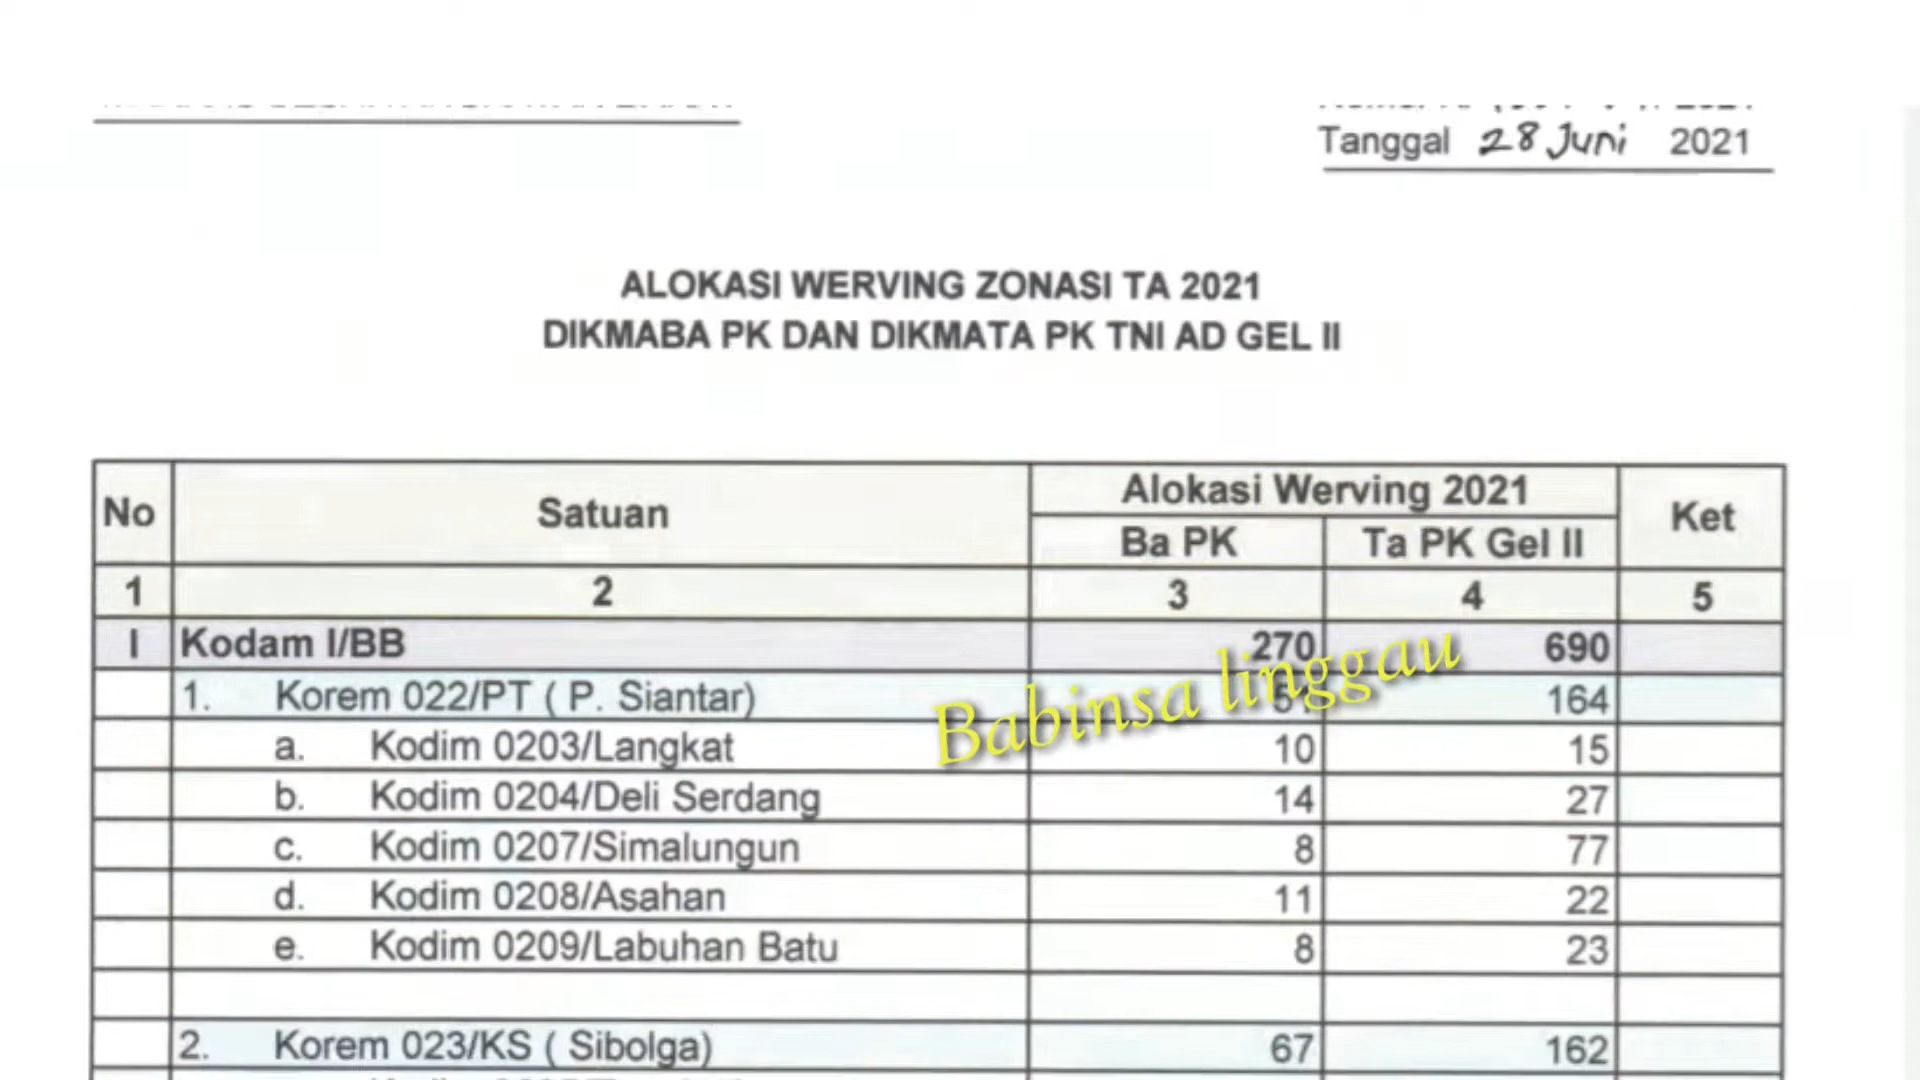 Tanggal 28 Juni 2021
ALOKASI WERVING ZONASI TA 2021
DIKMABA PK DAN DIKMATA PK TNI AD GEL II
No Satuan Alokasi Werving 2021 Ket
Ba PK Ta PK Gel II
1 2 3 4 5
I Kodam I/BB 270 690
1. Korem 022/PT ( P. Siantar) 51 164
Babinsa linggau
a. Kodim 0203/Langkat 10 15
b. Kodim 0204/Deli Serdang 14 27
c. Kodim 0207/Simalungun 8 77
d. Kodim 0208/Asahan 11 22
e. Kodim 0209/Labuhan Batu 8 23
2. Korem 023/KS ( Sibolga) 67 162